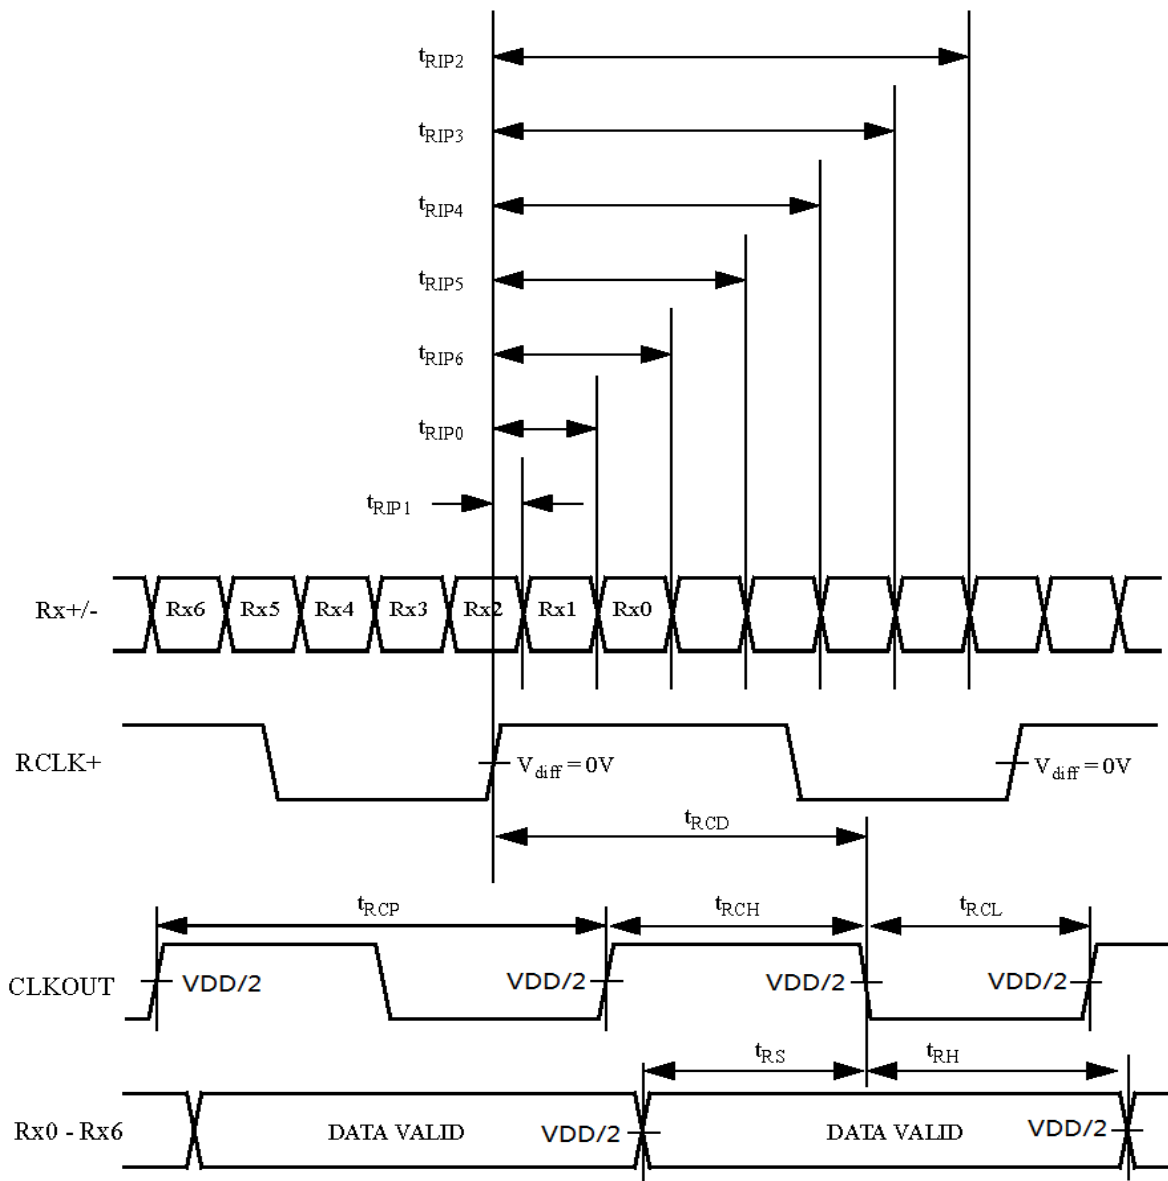 tRIP2
tRIP3
tRIP4
tRIP5
tRIP6
tRIP0
tRIP1
Rx+/- Rx6 Rx5 Rx4 Rx3 Rx2 Rx1 Rx0
RCLK+ Vdiff = 0V Vdiff = 0V
tRCD
tRCP tRCH tRCL
CLKOUT VDD/2 VDD/2 VDD/2 VDD/2
tRS tRH
Rx0 - Rx6 DATA VALID VDD/2 DATA VALID VDD/2